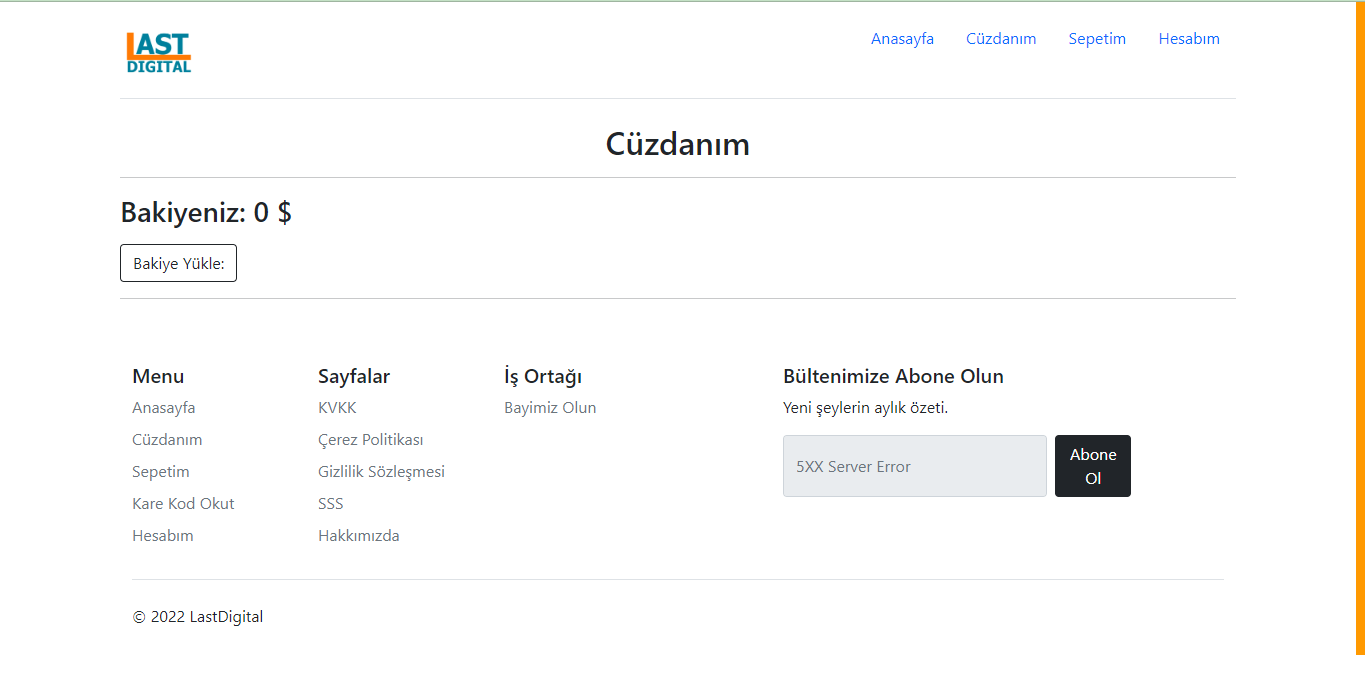 LAST
DIGITAL
Anasayfa Cüzdanım Sepetim Hesabım
Cüzdanım
Bakiyeniz: 0 $
Bakiye Yükle:
Menu
Anasayfa
Cüzdanım
Sepetim
Kare Kod Okut
Hesabım
Sayfalar
KVKK
Çerez Politikası
Gizlilik Sözleşmesi
SSS
Hakkımızda
İş Ortağı
Bayimiz Olun
Bültenimize Abone Olun
Yeni şeylerin aylık özeti.
5XX Server Error
Abone
Ol
© 2022 LastDigital